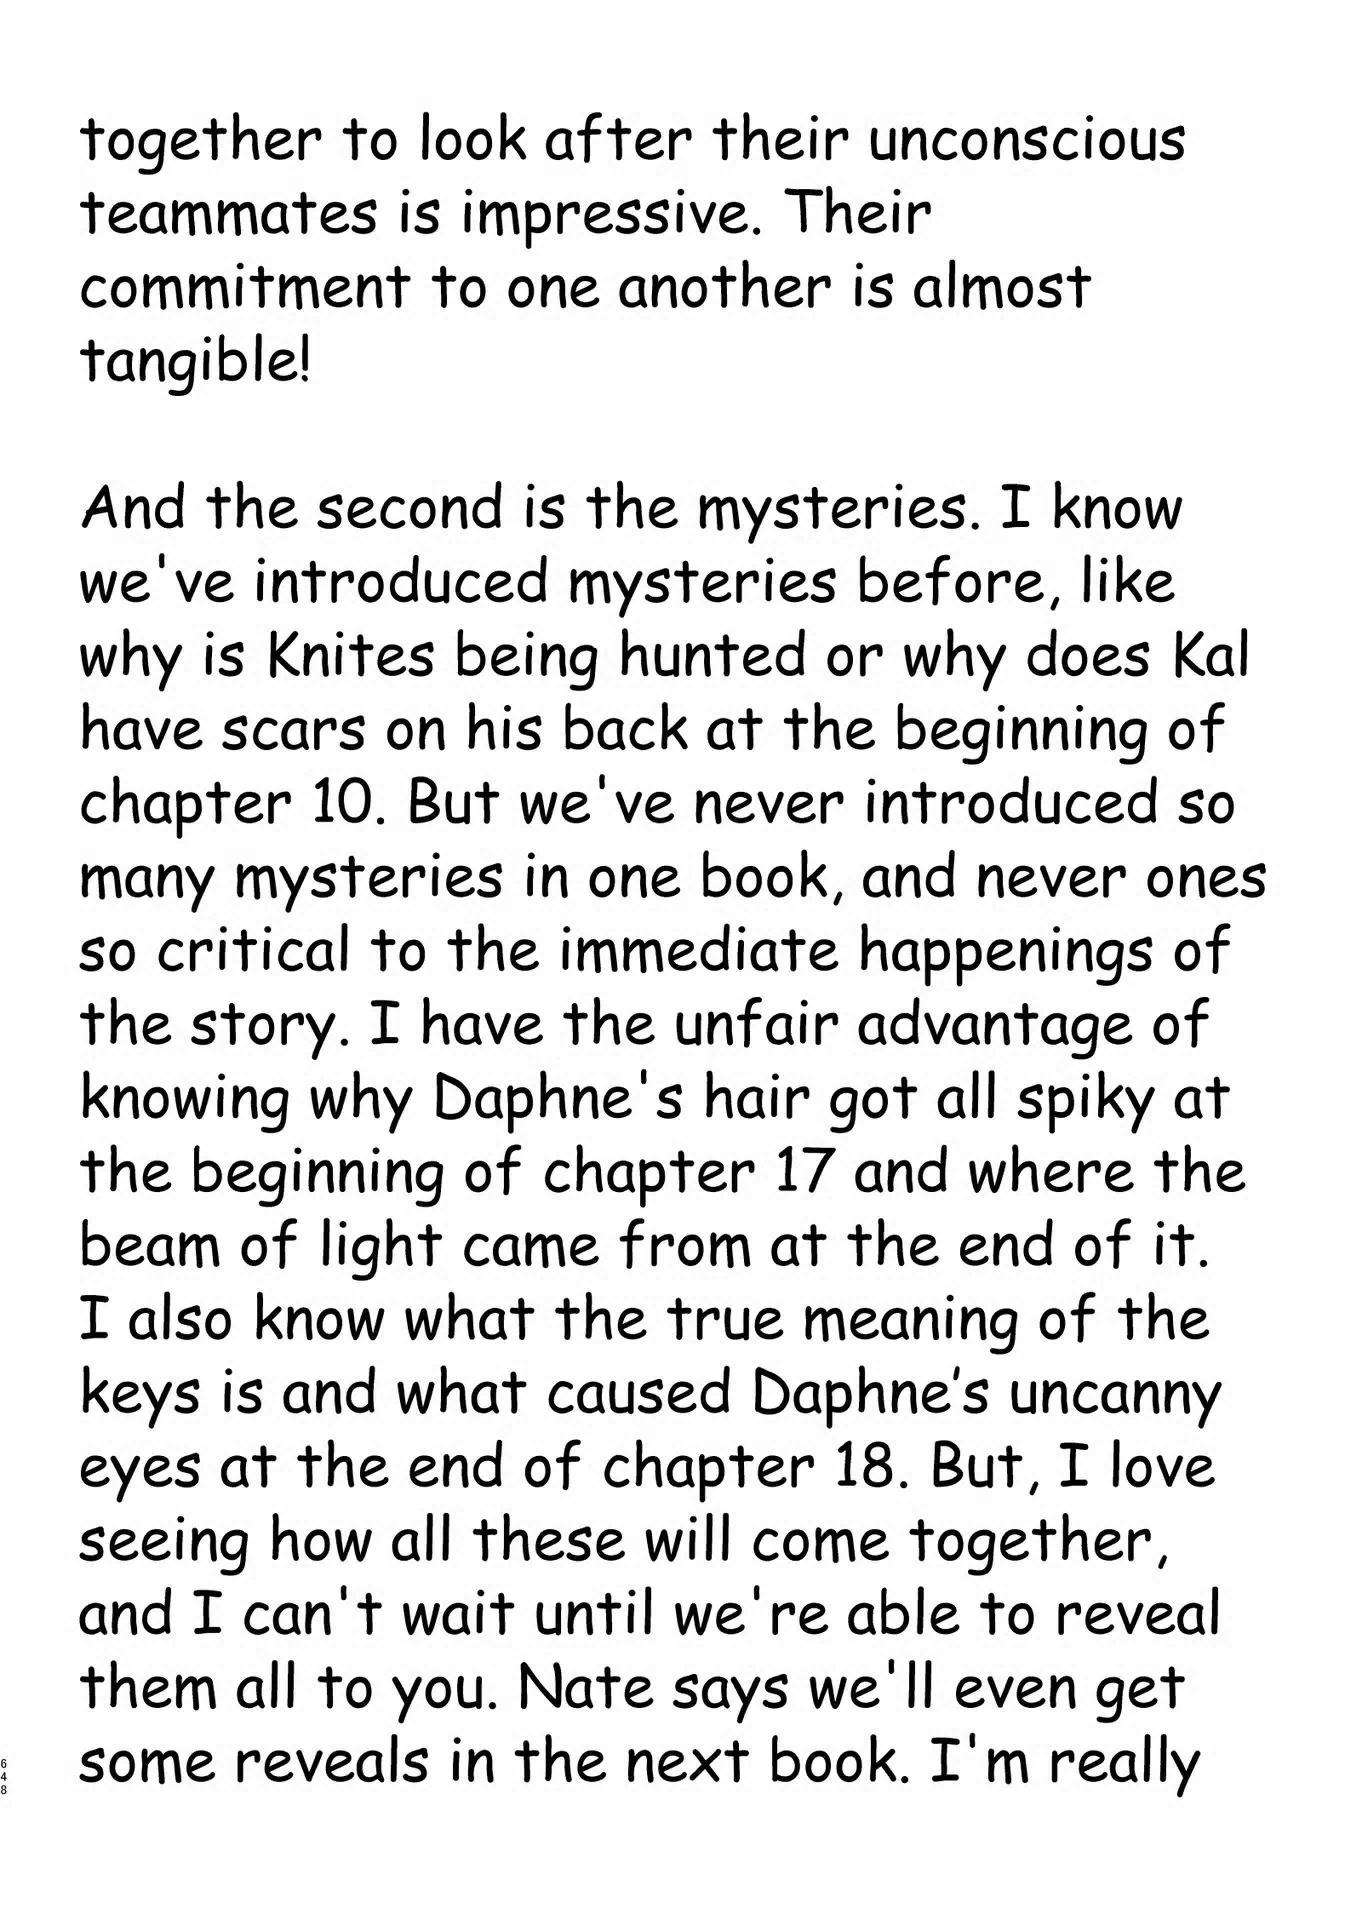 together to look after their unconscious
teammates is impressive. Their
commitment to one another is almost
tangible!
And the second is the mysteries. I know
we've introduced mysteries before, like
why is Knites being hunted or why does Kal
have scars on his back at the beginning of
chapter 10. But we've never introduced so
many mysteries in one book, and never ones
so critical to the immediate happenings of
the story. I have the unfair advantage of
knowing why Daphne's hair got all spiky at
the beginning of chapter 17 and where the
beam of light came from at the end of it.
I also know what the true meaning of the
keys is and what caused Daphne’s uncanny
eyes at the end of chapter 18. But, I love
seeing how all these will come together,
and I can't wait until we're able to reveal
them all to you. Nate says we'll even get
some reveals in the next book. I'm really
648